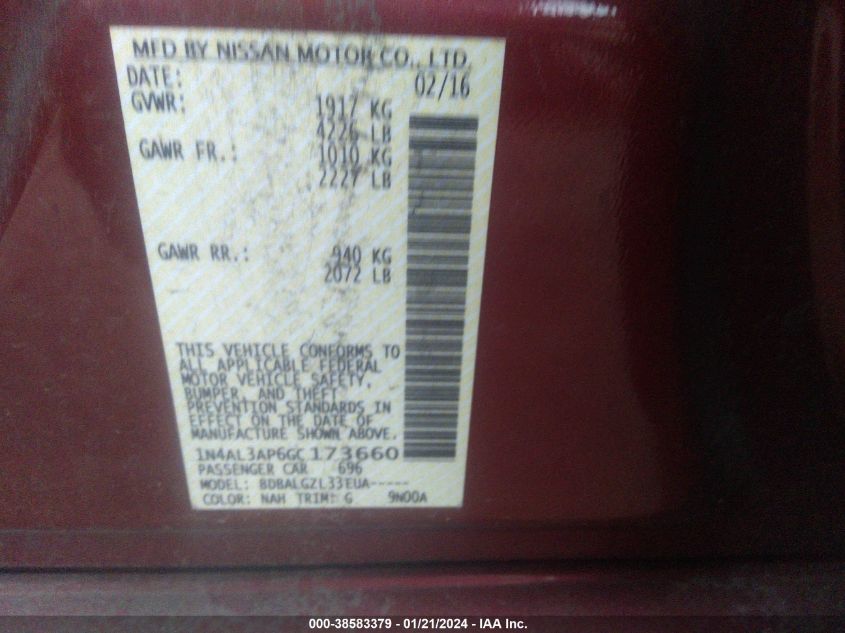 MFD BY NISSAN MOTOR CO., LTD.
DATE: 02/16
GVWR: 1917 KG
4226 LB
GAWR FR.: 1010 KG
2227 LB
GAWR RR.: 940 KG
2072 LB
THIS VEHICLE CONFORMS TO
ALL APPLICABLE FEDERAL
MOTOR VEHICLE SAFETY,
BUMPER, AND THEFT
PREVENTION STANDARDS IN
EFFECT ON THE DATE OF
MANUFACTURE SHOWN ABOVE.
1N4AL3AP6GC173660
PASSENGER CAR 696
MODEL: BDBALGZL33EUA-----
COLOR: NAH TRIM: G 9N00A
000-38583379 - 01/21/2024 - IAA Inc.